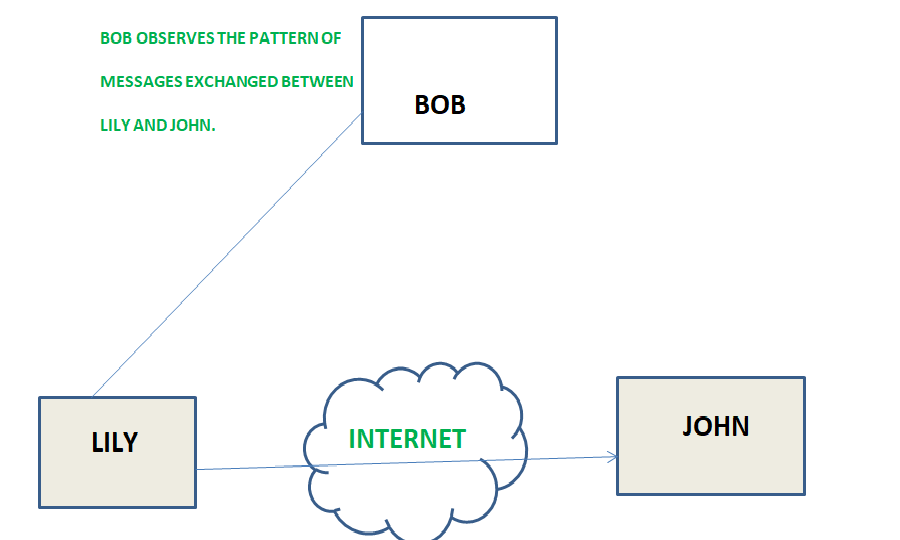 BOB OBSERVES THE PATTERN OF
MESSAGES EXCHANGED BETWEEN
LILY AND JOHN.
BOB
LILY
INTERNET
JOHN